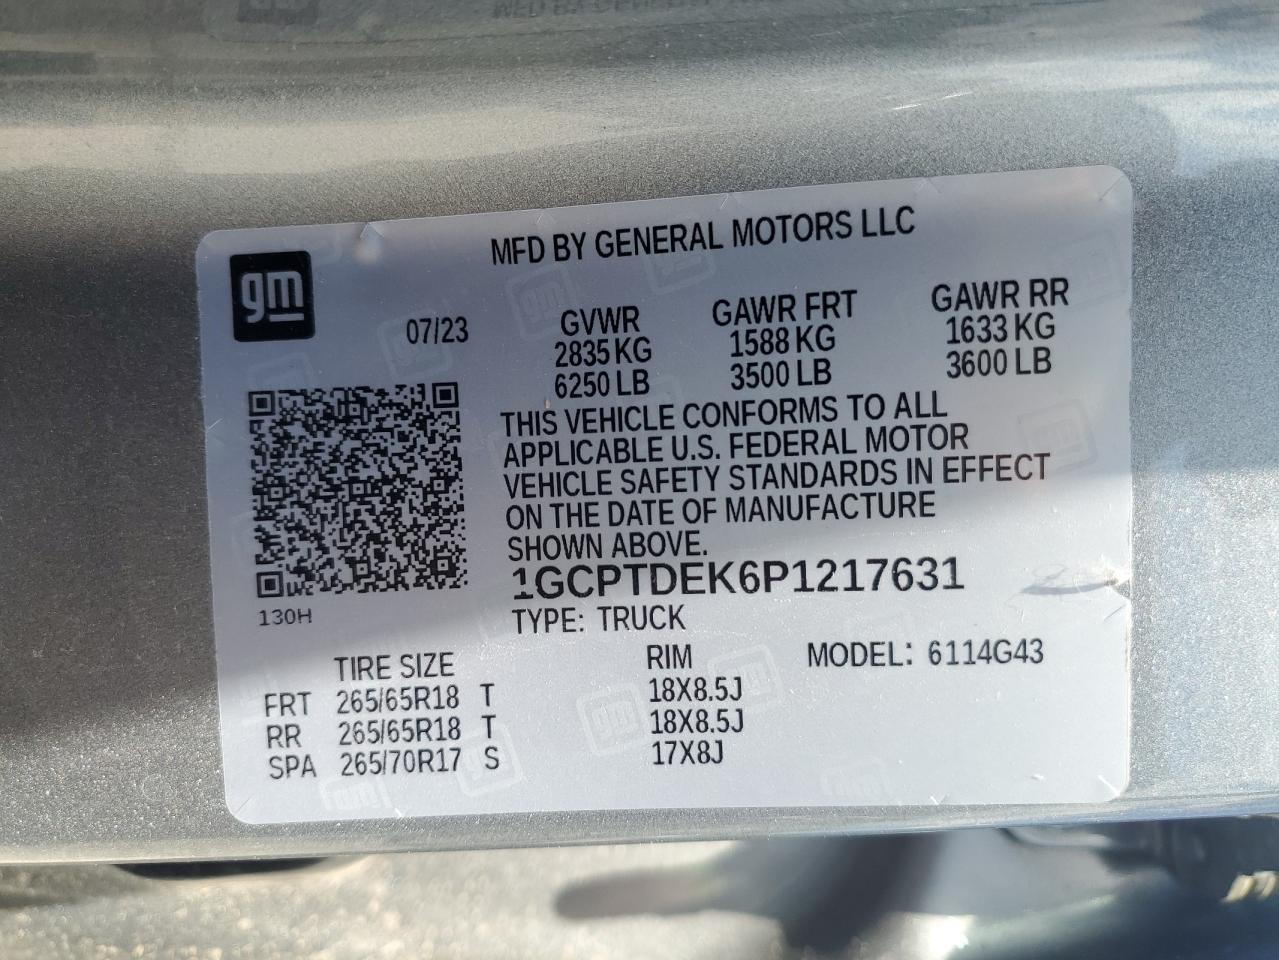 MFD BY GENERAL MOTORS LLC
gm
07/23
GVWR GAWR FRT GAWR RR
2835 KG 1588 KG 1633 KG
6250 LB 3500 LB 3600 LB
THIS VEHICLE CONFORMS TO ALL
APPLICABLE U.S. FEDERAL MOTOR
VEHICLE SAFETY STANDARDS IN EFFECT
ON THE DATE OF MANUFACTURE
SHOWN ABOVE.
1GCPTDEK6P1217631
130H
TYPE: TRUCK
TIRE SIZE RIM MODEL: 6114G43
FRT 265/65R18 T 18X8.5J
RR 265/65R18 T 18X8.5J
SPA 265/70R17 S 17X8J